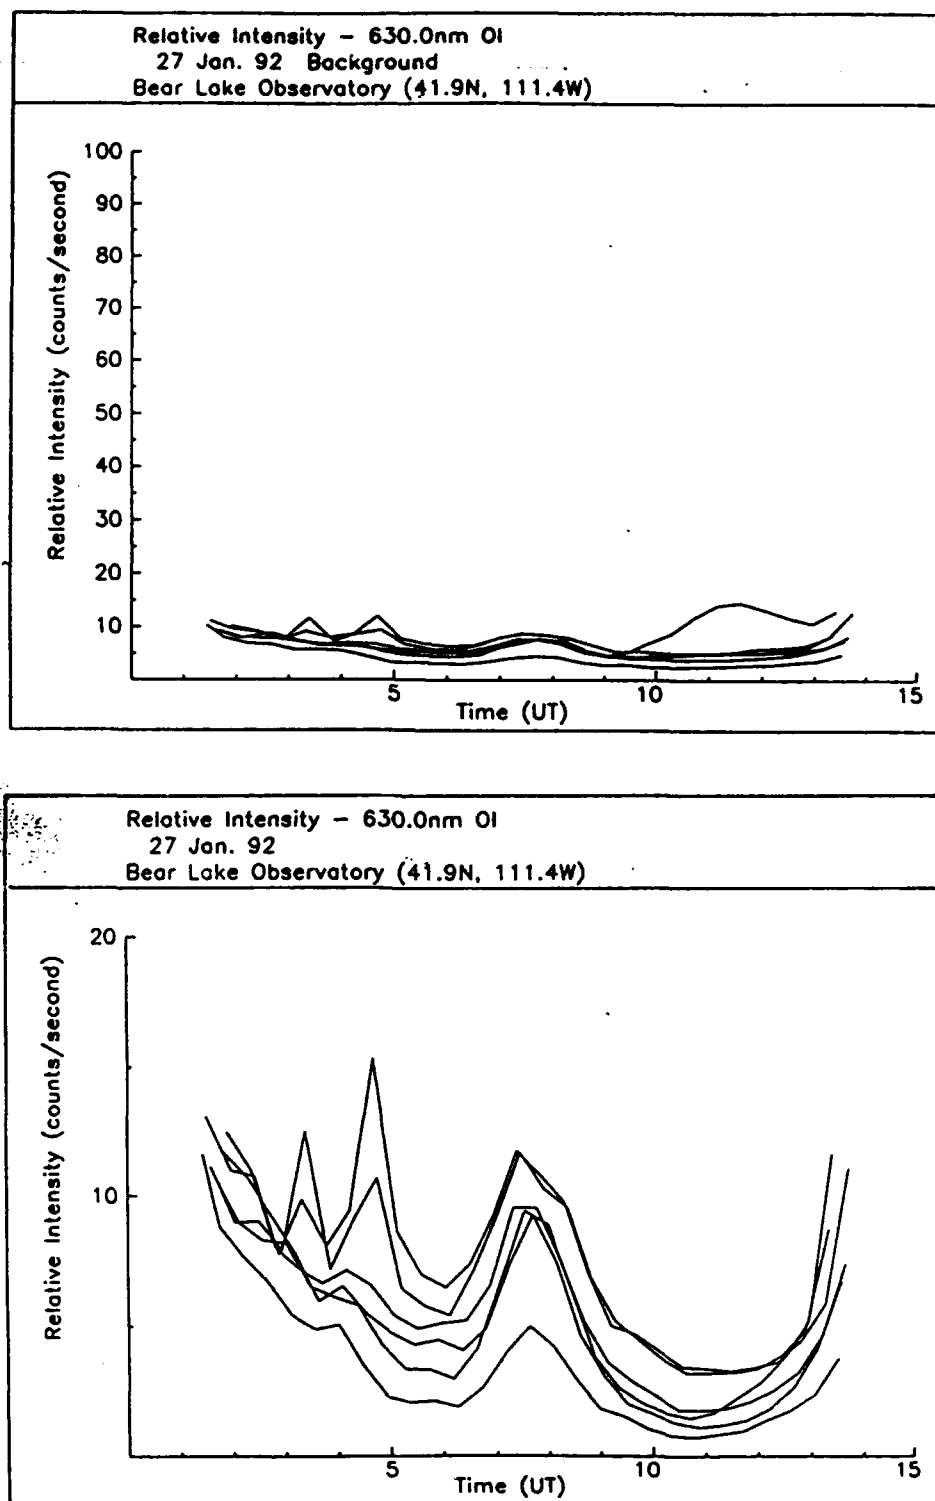 Relative Intensity – 630.0nm OI
27 Jan. 92 Background
Bear Lake Observatory (41.9N, 111.4W)
Relative Intensity (counts/second)
100
90
80
70
60
50
40
30
20
10
5
10
15
Time (UT)
Relative Intensity – 630.0nm OI
27 Jan. 92
Bear Lake Observatory (41.9N, 111.4W)
Relative Intensity (counts/second)
20
10
5
10
15
Time (UT)